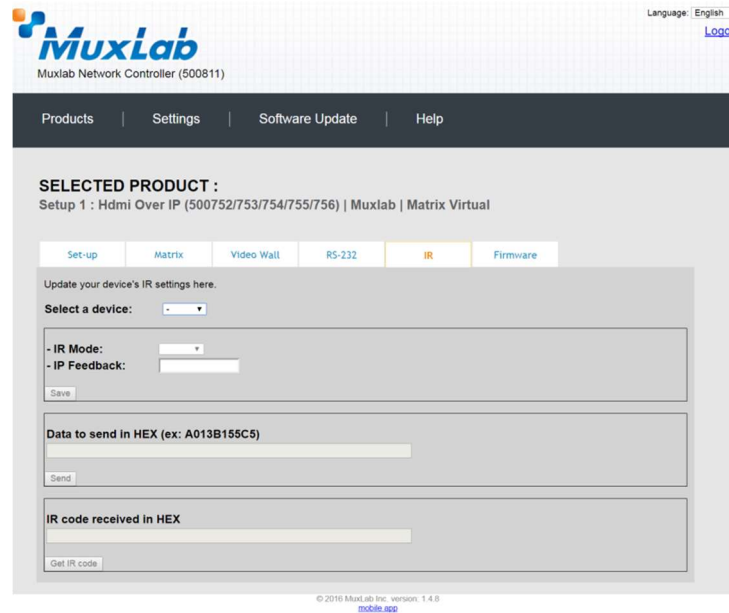 Language: English
MuxLab
Muxlab Network Controller (500811)
Products | Settings | Software Update | Help
SELECTED PRODUCT :
Setup 1 : Hdmi Over IP (500752/753/754/755/756) | Muxlab | Matrix Virtual
Set-up Matrix Video Wall RS-232 IR Firmware
Update your device's IR settings here.
Select a device: -
- IR Mode:
- IP Feedback:
Save
Data to send in HEX (ex: A013B155C5)
Send
IR code received in HEX
Get IR code
© 2016 MuxLab Inc. version: 1.4.8
mobile app